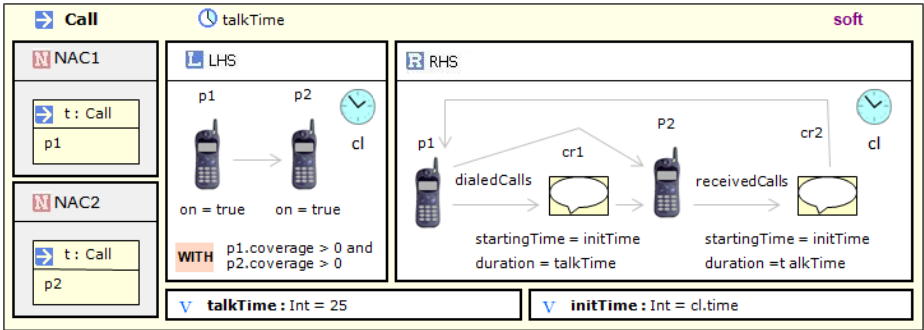 Call
talkTime
soft
N NAC1
t : Call
p1
N NAC2
t : Call
p2
L LHS
p1
p2
cl
on = true
on = true
WITH
p1.coverage > 0 and
p2.coverage > 0
R RHS
p1
P2
cl
cr1
cr2
dialedCalls
receivedCalls
startingTime = initTime
duration = talkTime
startingTime = initTime
duration =t alkTime
V talkTime : Int = 25
V initTime : Int = cl.time